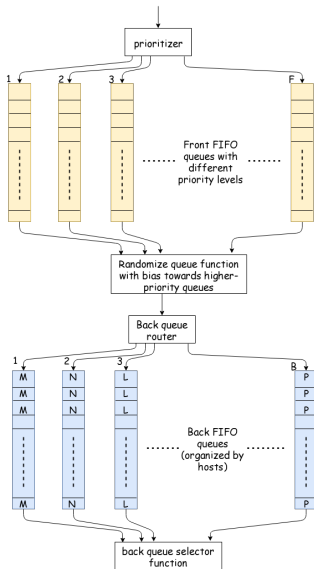 prioritizer
1 2 3 F
Front FIFO
queues with
different
priority levels
Randomize queue function
with bias towards higher-
priority queues
Back queue
router
1 2 3 B
M N L P
M N L P
M N L P
Back FIFO
queues
(organized by
hosts)
M N L P
back queue selector
function